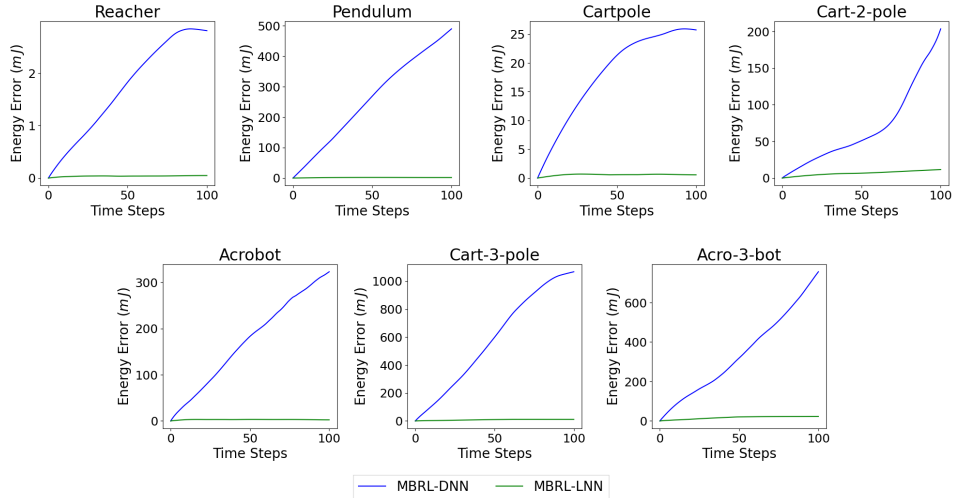 Reacher
Energy Error (mJ)
2
1
0
0 50 100
Time Steps
Pendulum
Energy Error (mJ)
500
400
300
200
100
0
0 50 100
Time Steps
Cartpole
Energy Error (mJ)
25
20
15
10
5
0
0 50 100
Time Steps
Cart-2-pole
Energy Error (mJ)
200
150
100
50
0
0 50 100
Time Steps
Acrobot
Energy Error (mJ)
300
200
100
0
0 50 100
Time Steps
Cart-3-pole
Energy Error (mJ)
1000
800
600
400
200
0
0 50 100
Time Steps
Acro-3-bot
Energy Error (mJ)
600
400
200
0
0 50 100
Time Steps
MBRL-DNN MBRL-LNN